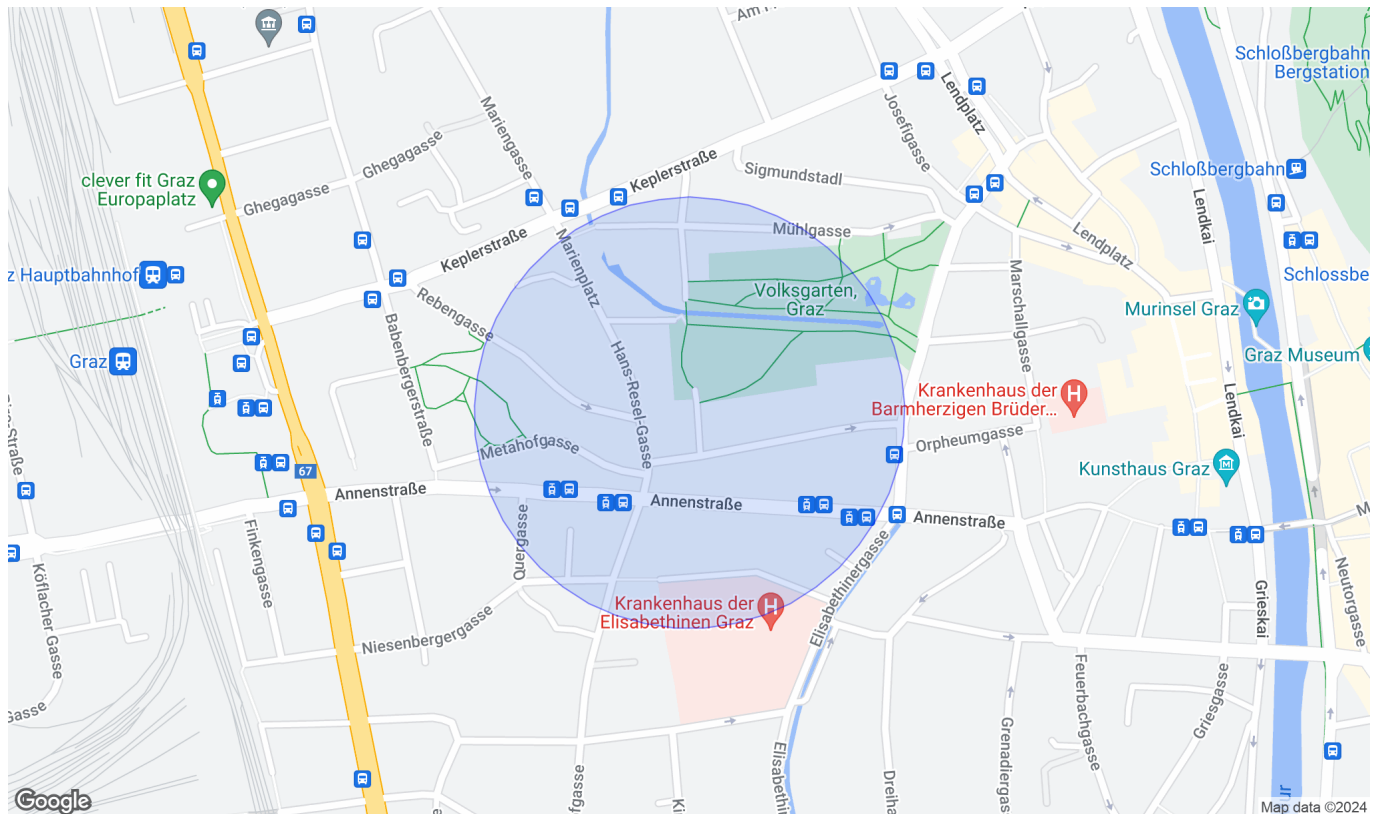 Am
Schloßbergbahn
Bergstation
Lendplatz
Mariengasse
Josefigasse
Keplerstraße
Ghegagasse
Sigmundstadl
Schloßbergbahn
clever fit Graz
Europaplatz
Ghegagasse
Lendkai
Mühlgasse
Lendplatz
Keplerstraße
Marienplatz
z Hauptbahnhof
Schlossbe
Rebengasse
Volksgarten,
Graz
Marschallgasse
Murinsel Graz
Babenbergerstraße
Hans-Resel-Gasse
Graz
Graz Museum
Krankenhaus der
Barmherzigen Brüder...
Lendkai
Straße
Metahofgasse
Orpheumgasse
Kunsthaus Graz
67
Annenstraße
Annenstraße
Annenstraße
Finkengasse
Quergasse
Elisabethinergasse
Neutorgasse
Köflacher Gasse
Krankenhaus der
Elisabethinen Graz
Grieskai
Niesenbergergasse
Feuerbachgasse
Griesgasse
Gasse
Grenadiergas
Elisabethin
Dreiha
fgasse
Google
Map data ©2024